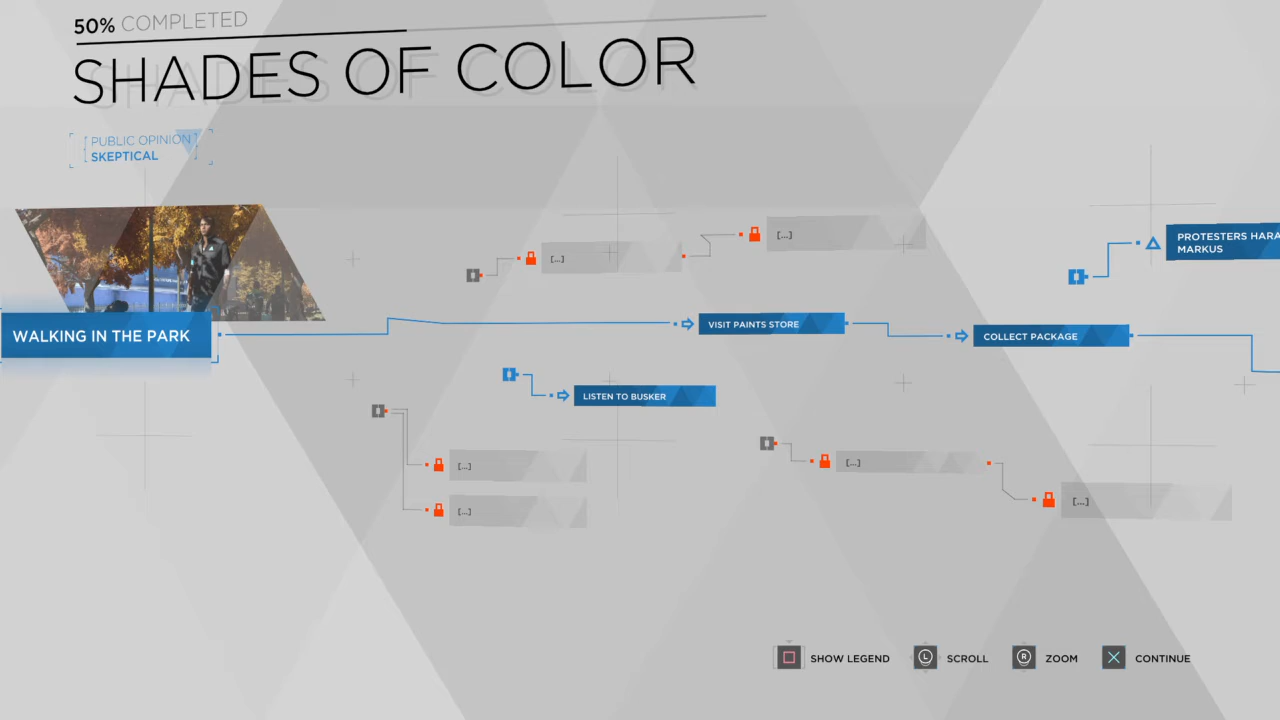 50% COMPLETED
SHADES OF COLOR
PUBLIC OPINION
SKEPTICAL
[...]
[...]
PROTESTERS HARA
MARKUS
WALKING IN THE PARK
VISIT PAINTS STORE
COLLECT PACKAGE
LISTEN TO BUSKER
[...]
[...]
[...]
[...]
SHOW LEGEND
L
SCROLL
R
ZOOM
CONTINUE